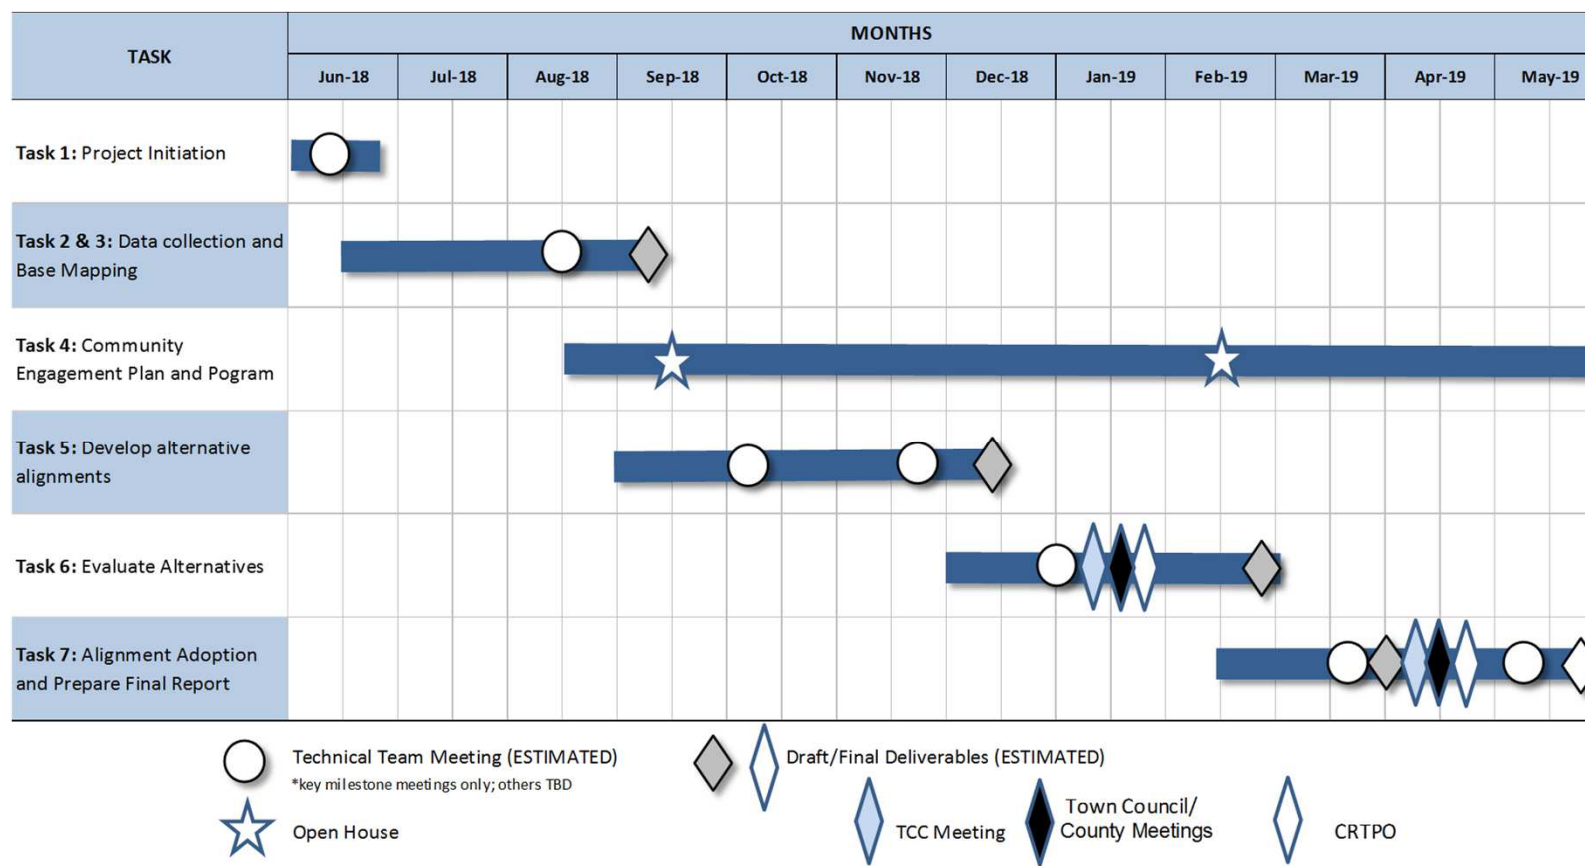 TASK
MONTHS
Jun-18 Jul-18 Aug-18 Sep-18 Oct-18 Nov-18 Dec-18 Jan-19 Feb-19 Mar-19 Apr-19 May-19
Task 1: Project Initiation
Task 2 & 3: Data collection and
Base Mapping
Task 4: Community
Engagement Plan and Pogram
Task 5: Develop alternative
alignments
Task 6: Evaluate Alternatives
Task 7: Alignment Adoption
and Prepare Final Report
Technical Team Meeting (ESTIMATED)
*key milestone meetings only; others TBD
Draft/Final Deliverables (ESTIMATED)
Open House
TCC Meeting
Town Council/
County Meetings
CRTPO